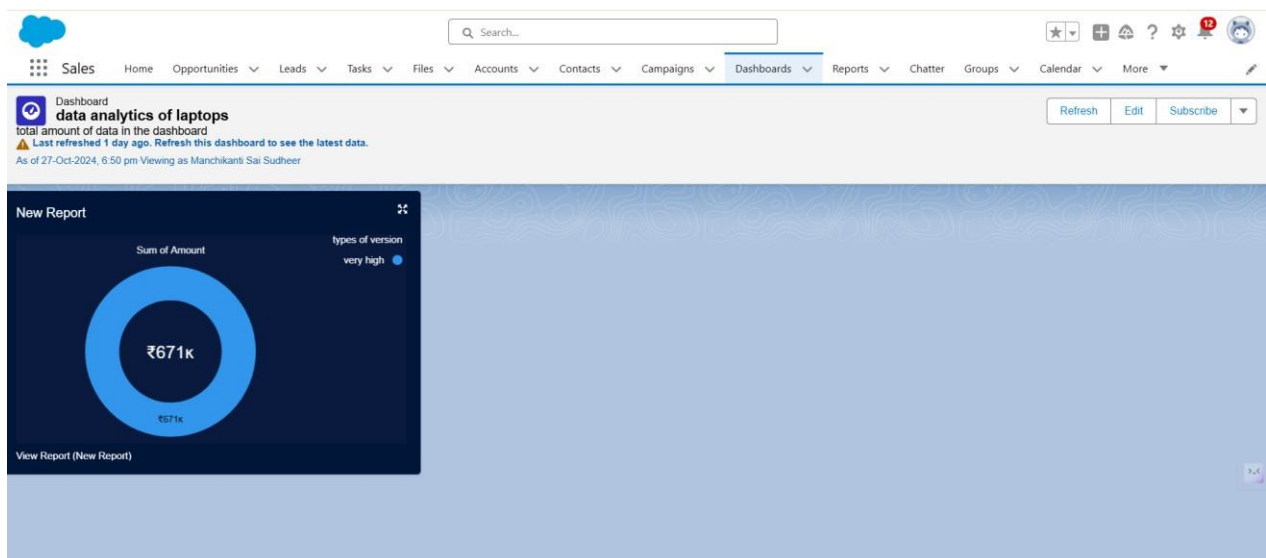 Search...
12
Sales Home Opportunities Leads Tasks Files Accounts Contacts Campaigns Dashboards Reports Chatter Groups Calendar More
Dashboard
data analytics of laptops
total amount of data in the dashboard
Last refreshed 1 day ago. Refresh this dashboard to see the latest data.
As of 27-Oct-2024, 6:50 pm Viewing as Manchikanti Sai Sudheer
Refresh Edit Subscribe
New Report
Sum of Amount
types of version
very high
₹671K
₹671K
View Report (New Report)